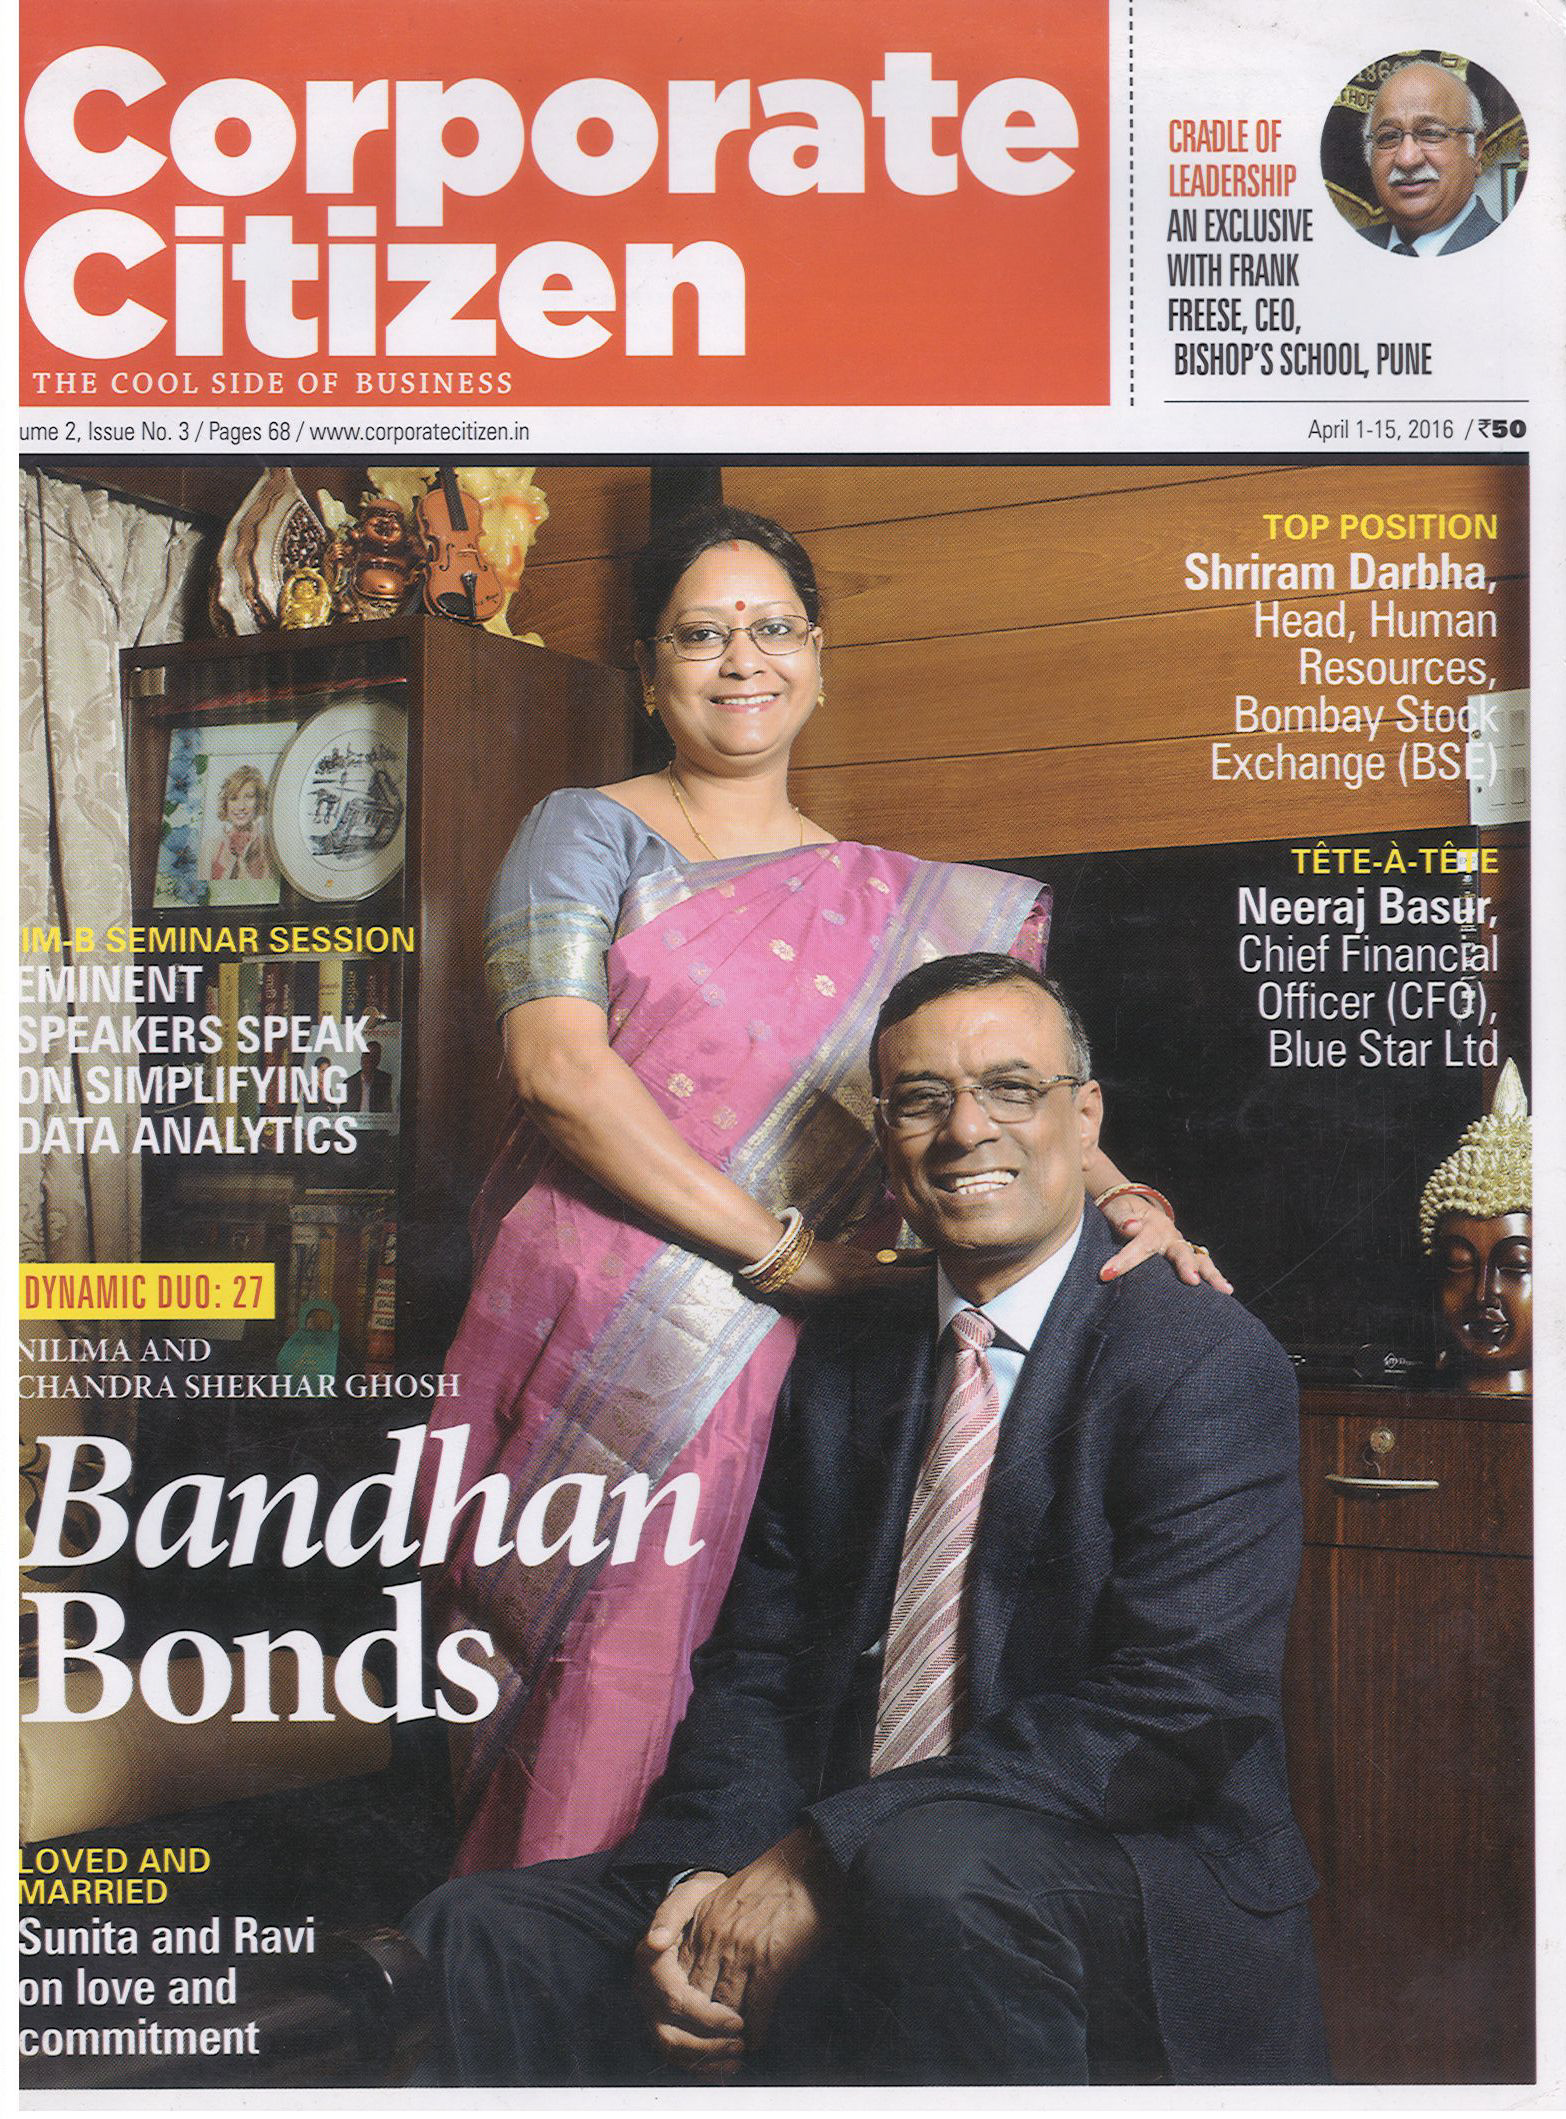 Corporate
Citizen
THE COOL SIDE OF BUSINESS
CRADLE OF
LEADERSHIP
AN EXCLUSIVE
WITH FRANK
FREESE, CEO,
BISHOP'S SCHOOL, PUNE
ume 2, Issue No. 3 / Pages 68 / www.corporatecitizen.in
April 1-15, 2016 / ₹50
TOP POSITION
Shriram Darbha,
Head, Human
Resources,
Bombay Stock
Exchange (BSE)
TÊTE-À-TÊTE
Neeraj Basur,
Chief Financial
Officer (CFO),
Blue Star Ltd
IM-B SEMINAR SESSION
EMINENT
SPEAKERS SPEAK
ON SIMPLIFYING
DATA ANALYTICS
DYNAMIC DUO: 27
NILIMA AND
CHANDRA SHEKHAR GHOSH
Bandhan
Bonds
LOVED AND
MARRIED
Sunita and Ravi
on love and
commitment